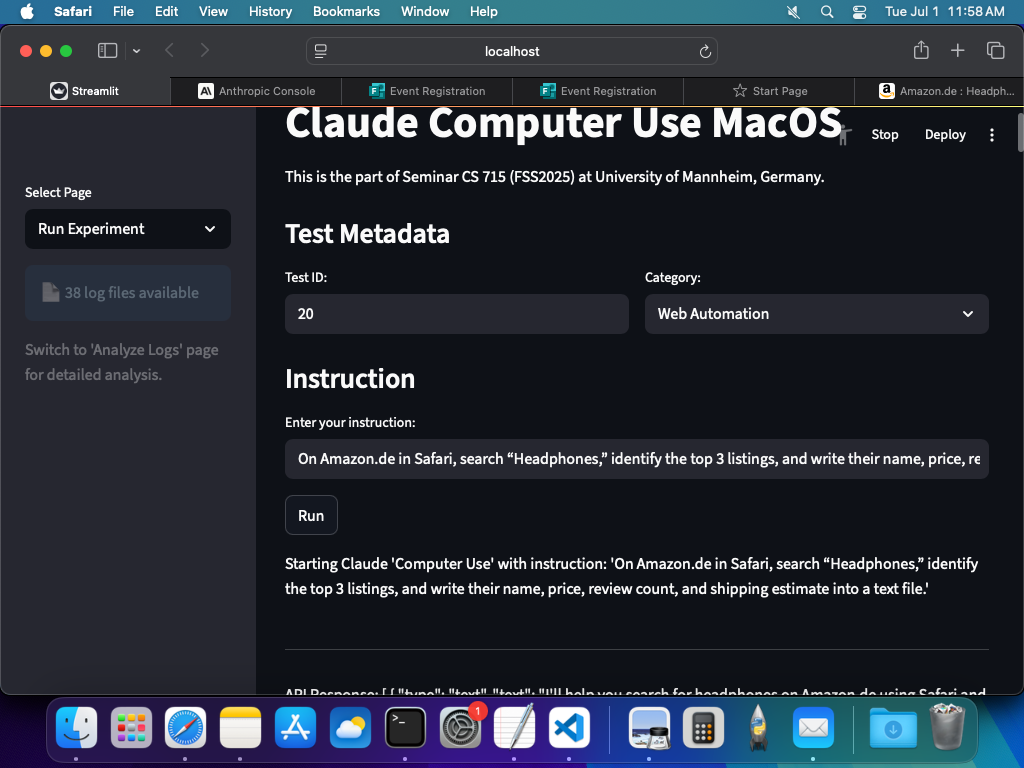 Safari File Edit View History Bookmarks Window Help Tue Jul 1 11:58 AM
localhost
Streamlit Anthropic Console Event Registration Event Registration Start Page Amazon.de : Headph...
Claude Computer Use MacOS
Stop Deploy
This is the part of Seminar CS 715 (FSS2025) at University of Mannheim, Germany.
Select Page
Run Experiment
38 log files available
Switch to 'Analyze Logs' page
for detailed analysis.
Test Metadata
Test ID: Category:
20 Web Automation
Instruction
Enter your instruction:
On Amazon.de in Safari, search “Headphones,” identify the top 3 listings, and write their name, price, re
Run
Starting Claude 'Computer Use' with instruction: 'On Amazon.de in Safari, search “Headphones,” identify
the top 3 listings, and write their name, price, review count, and shipping estimate into a text file.'
API Response: [ { "type": "text", "text": "I'll help you search for headphones on Amazon.de using Safari and
1